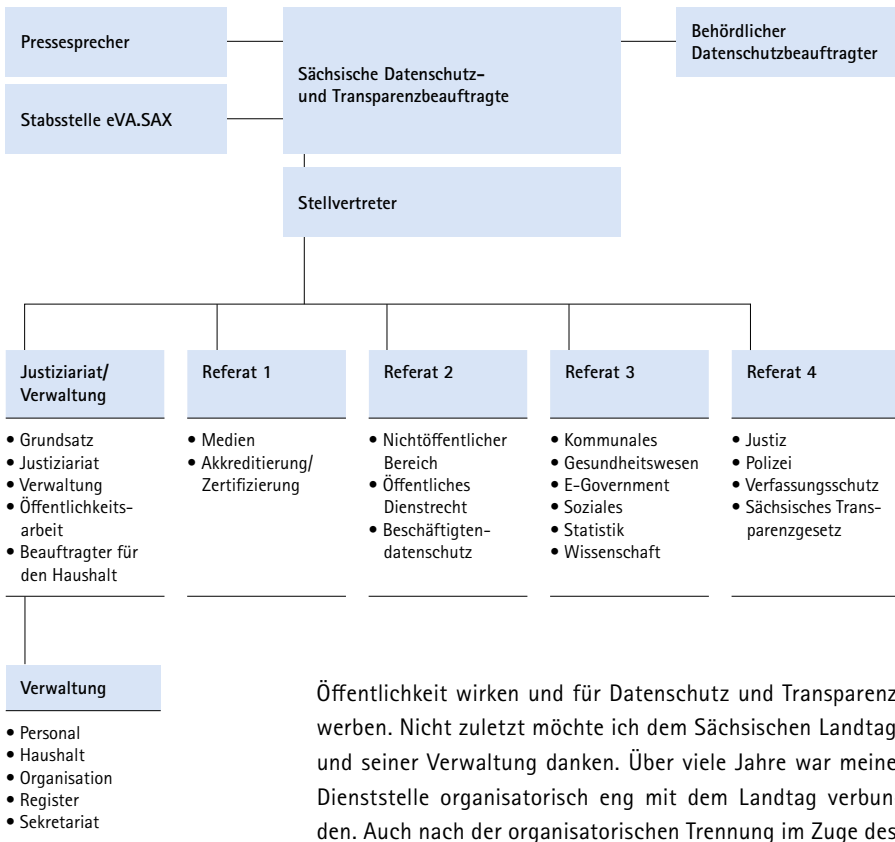 Pressesprecher
Stabsstelle eVA.SAX
Sächsische Datenschutz-
und Transparenzbeauftragte
Behördlicher
Datenschutzbeauftragter
Stellvertreter
Justiziariat/
Verwaltung
• Grundsatz
• Justiziariat
• Verwaltung
• Öffentlichkeits-
arbeit
• Beauftragter für
den Haushalt
Referat 1
• Medien
• Akkreditierung/
Zertifizierung
Referat 2
• Nichtöffentlicher
Bereich
• Öffentliches
Dienstrecht
• Beschäftigten-
datenschutz
Referat 3
• Kommunales
• Gesundheitswesen
• E-Government
• Soziales
• Statistik
• Wissenschaft
Referat 4
• Justiz
• Polizei
• Verfassungsschutz
• Sächsisches Trans-
parenzgesetz
Verwaltung
• Personal
• Haushalt
• Organisation
• Register
• Sekretariat
Öffentlichkeit wirken und für Datenschutz und Transparenz
werben. Nicht zuletzt möchte ich dem Sächsischen Landtag
und seiner Verwaltung danken. Über viele Jahre war meine
Dienststelle organisatorisch eng mit dem Landtag verbun
den. Auch nach der organisatorischen Trennung im Zuge des